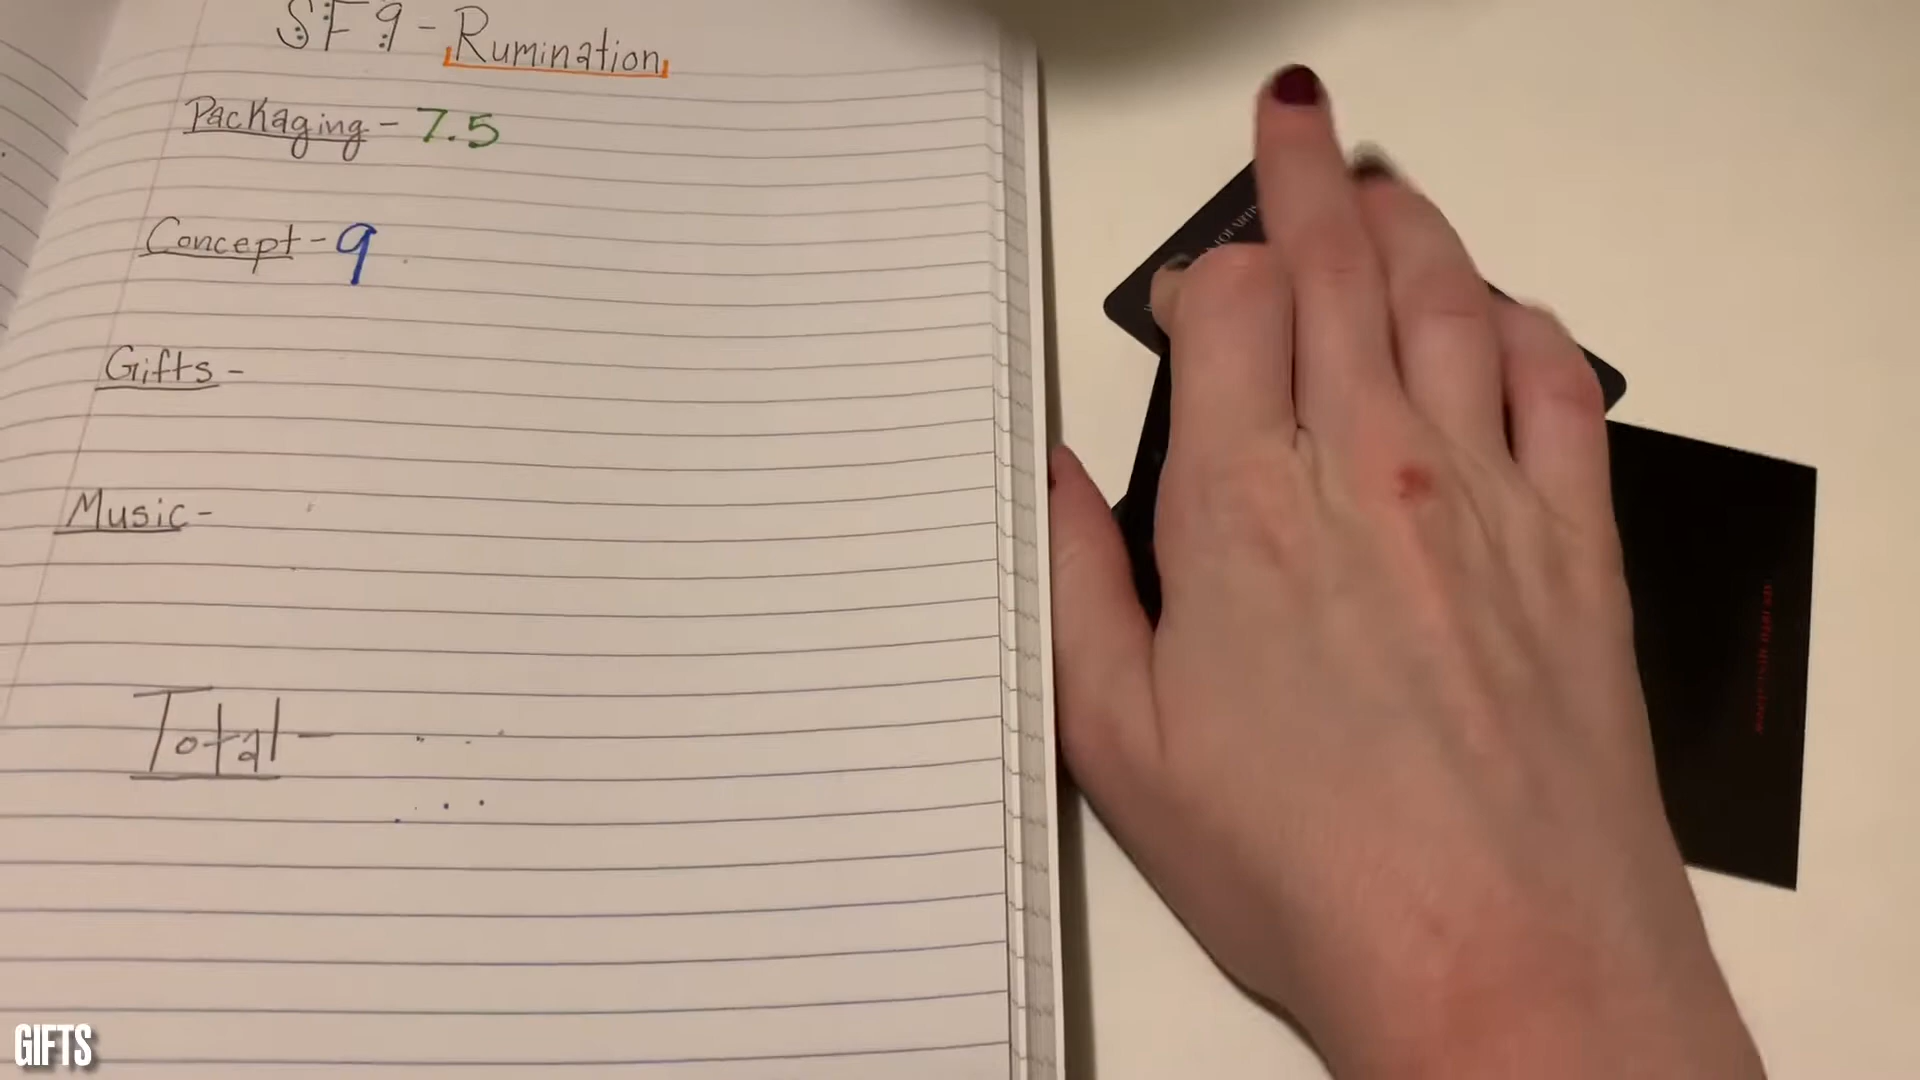 SF9 - Rumination
Packaging - 7.5
Concept - 9
Gifts -
Music -
Total -
GIFTS